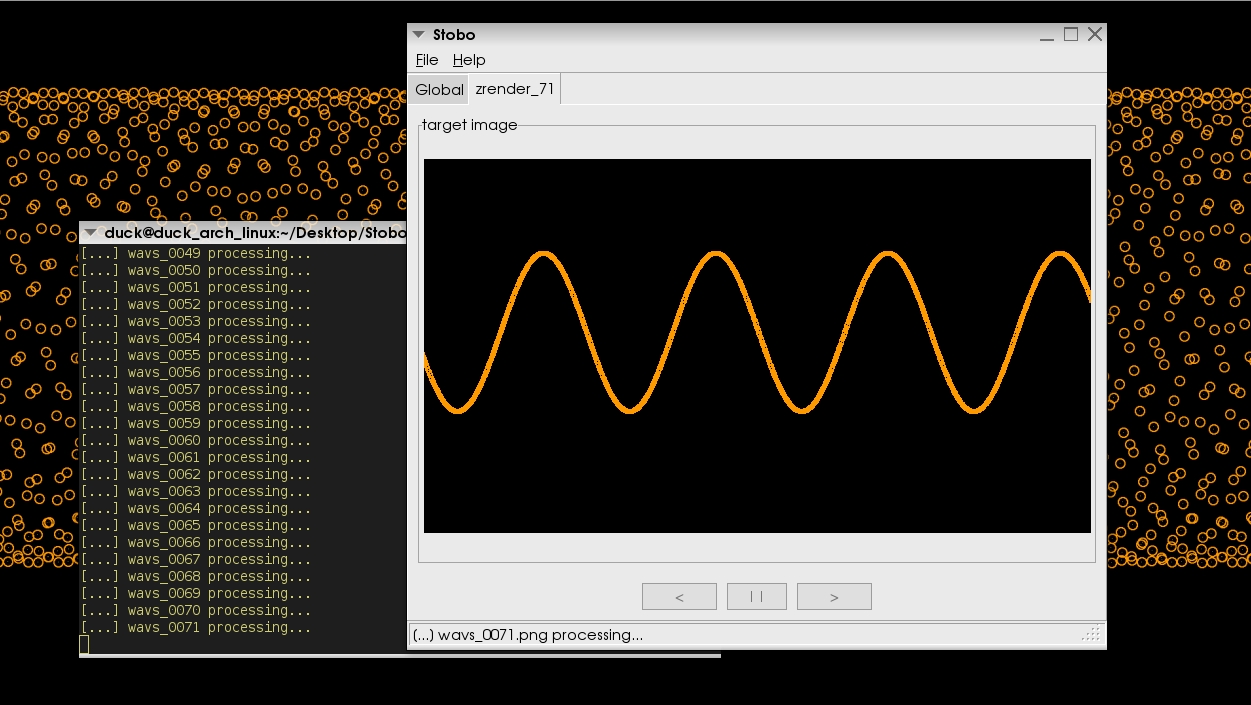 Stobo
File Help
Global zrender_71
target image
duck@duck_arch_linux:~/Desktop/Stobo
[...] wavs_0049 processing...
[...] wavs_0050 processing...
[...] wavs_0051 processing...
[...] wavs_0052 processing...
[...] wavs_0053 processing...
[...] wavs_0054 processing...
[...] wavs_0055 processing...
[...] wavs_0056 processing...
[...] wavs_0057 processing...
[...] wavs_0058 processing...
[...] wavs_0059 processing...
[...] wavs_0060 processing...
[...] wavs_0061 processing...
[...] wavs_0062 processing...
[...] wavs_0063 processing...
[...] wavs_0064 processing...
[...] wavs_0065 processing...
[...] wavs_0066 processing...
[...] wavs_0067 processing...
[...] wavs_0068 processing...
[...] wavs_0069 processing...
[...] wavs_0070 processing...
[...] wavs_0071 processing...
< || >
(...) wavs_0071.png processing...